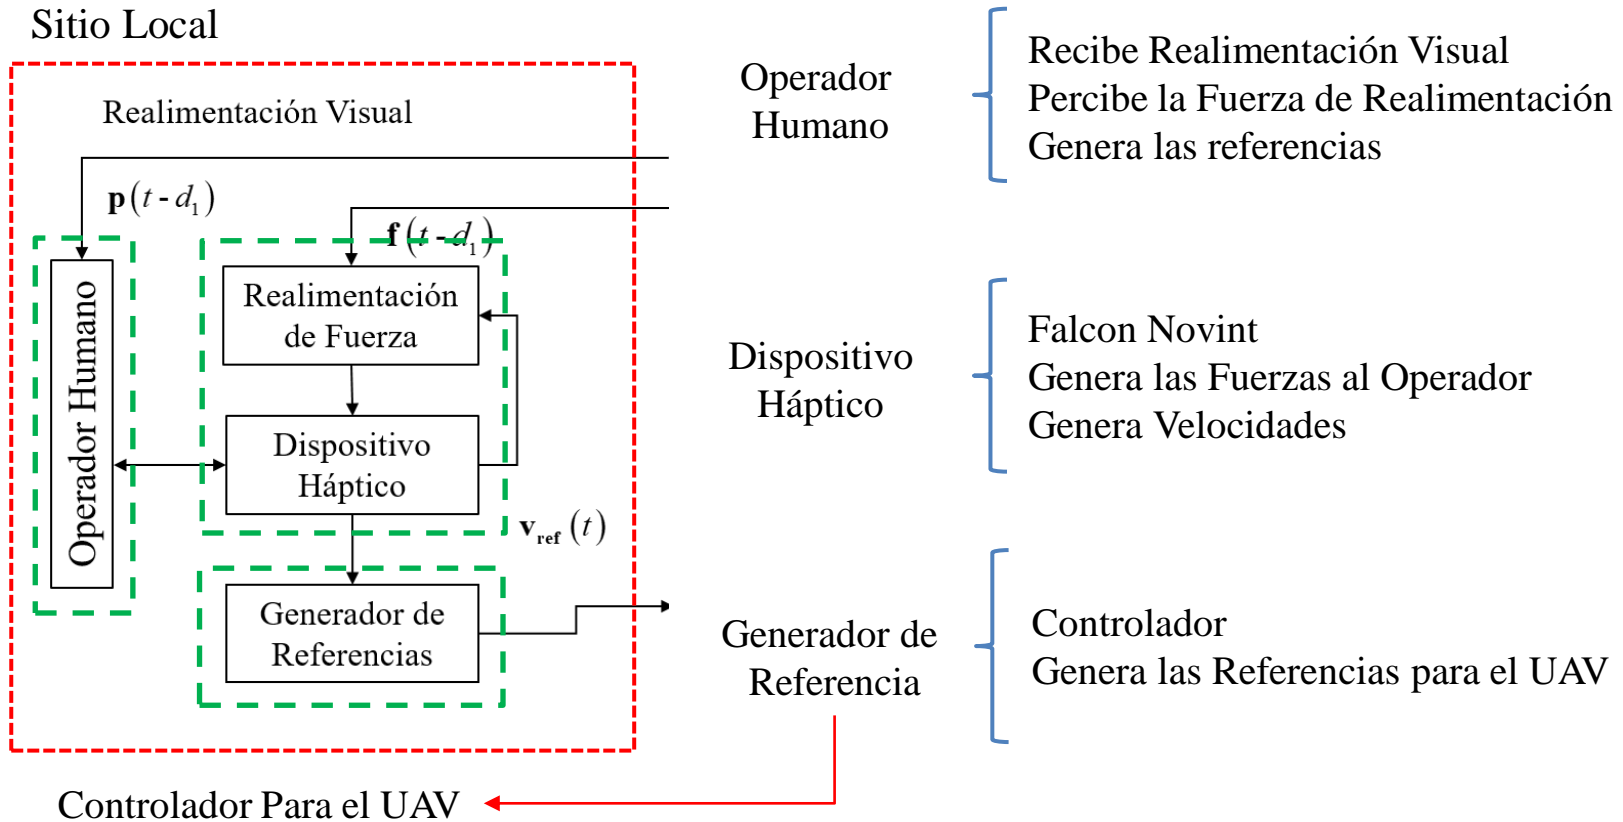 Sitio Local
Realimentación Visual
p(t - d₁)
f(t - d₁)
Operador Humano
Realimentación
de Fuerza
Dispositivo
Háptico
v_ref(t)
Generador de
Referencias
Controlador Para el UAV
Operador
Humano
Recibe Realimentación Visual
Percibe la Fuerza de Realimentación
Genera las referencias
Dispositivo
Háptico
Falcon Novint
Genera las Fuerzas al Operador
Genera Velocidades
Generador de
Referencia
Controlador
Genera las Referencias para el UAV